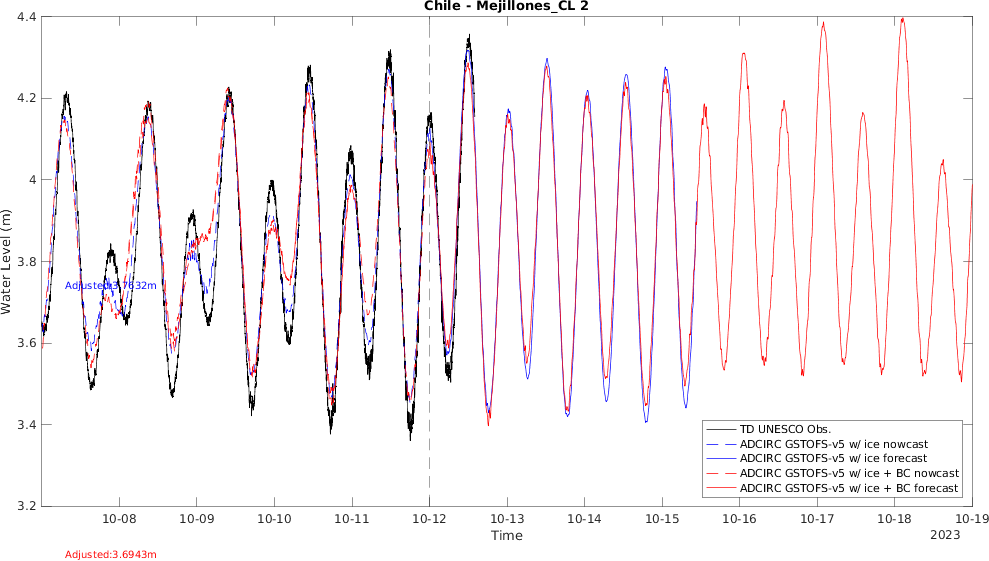 Chile - Mejillones_CL 2
4.4
4.2
4
3.8
3.6
3.4
3.2
Water Level (m)
Adjusted:3.7632m
TD UNESCO Obs.
ADCIRC GSTOFS-v5 w/ ice nowcast
ADCIRC GSTOFS-v5 w/ ice forecast
ADCIRC GSTOFS-v5 w/ ice + BC nowcast
ADCIRC GSTOFS-v5 w/ ice + BC forecast
10-08 10-09 10-10 10-11 10-12 10-13 10-14 10-15 10-16 10-17 10-18 10-19
Time
2023
Adjusted:3.6943m